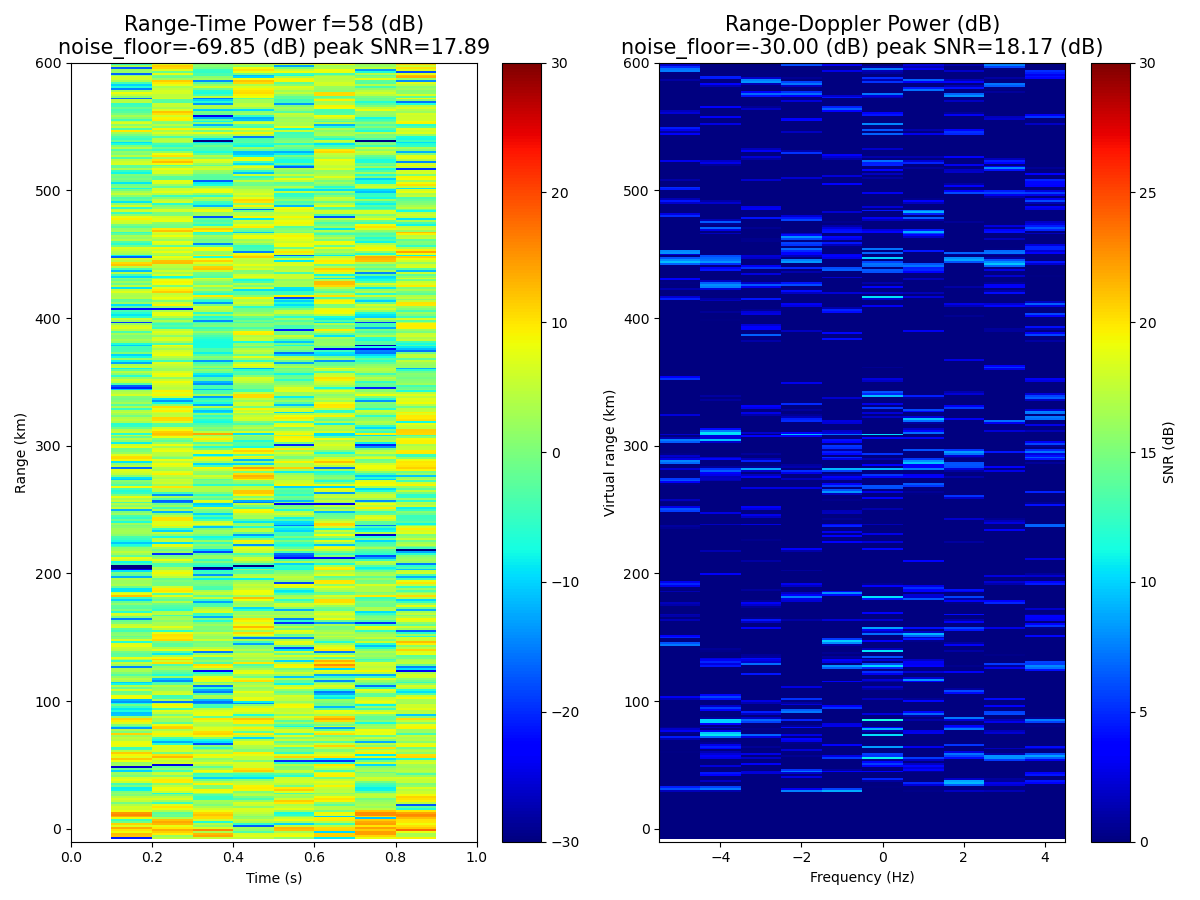 Range-Time Power f=58 (dB)
noise_floor=-69.85 (dB) peak SNR=17.89
Range-Doppler Power (dB)
noise_floor=-30.00 (dB) peak SNR=18.17 (dB)
600
500
400
300
200
100
0
Range (km)
0.0 0.2 0.4 0.6 0.8 1.0
Time (s)
30
20
10
0
−10
−20
−30
600
500
400
300
200
100
0
Virtual range (km)
−4 −2 0 2 4
Frequency (Hz)
30
25
20
15
10
5
0
SNR (dB)